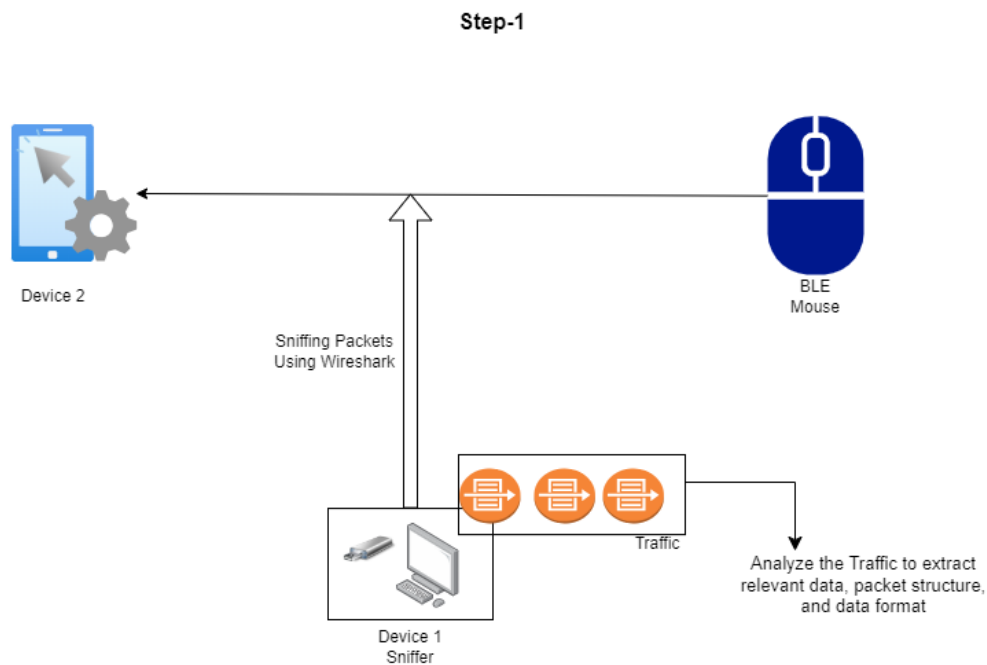 Step-1
Device 2
BLE
Mouse
Sniffing Packets
Using Wireshark
Traffic
Analyze the Traffic to extract
relevant data, packet structure,
and data format
Device 1
Sniffer